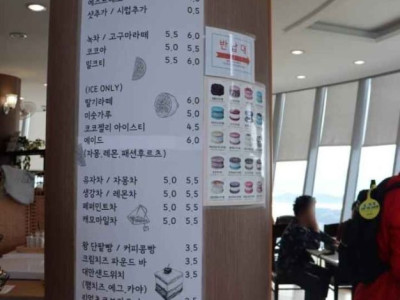 샷추가 / 시럽추가 0,5
녹차 / 고구마라떼 5,5 6,0
코코아 5,0 5,5
밀크티 5,5 6,0
(ICE ONLY)
딸기라떼 6,0
미숫가루 5,0
코코젤리 아이스티 4,5
에이드 6,0
(자몽, 레몬, 패션후르츠)
유자차 / 자몽차 5,0 5,5
생강차 / 레몬차 5,0 5,5
페퍼민트차 5,0 5,5
캐모마일차 5,0 5,5
왕 단팥빵 / 커피콩빵 3,5
크림치즈 파운드 바 3,5
대만샌드위치 3,5
(햄치즈, 에그, 카야)
반납대